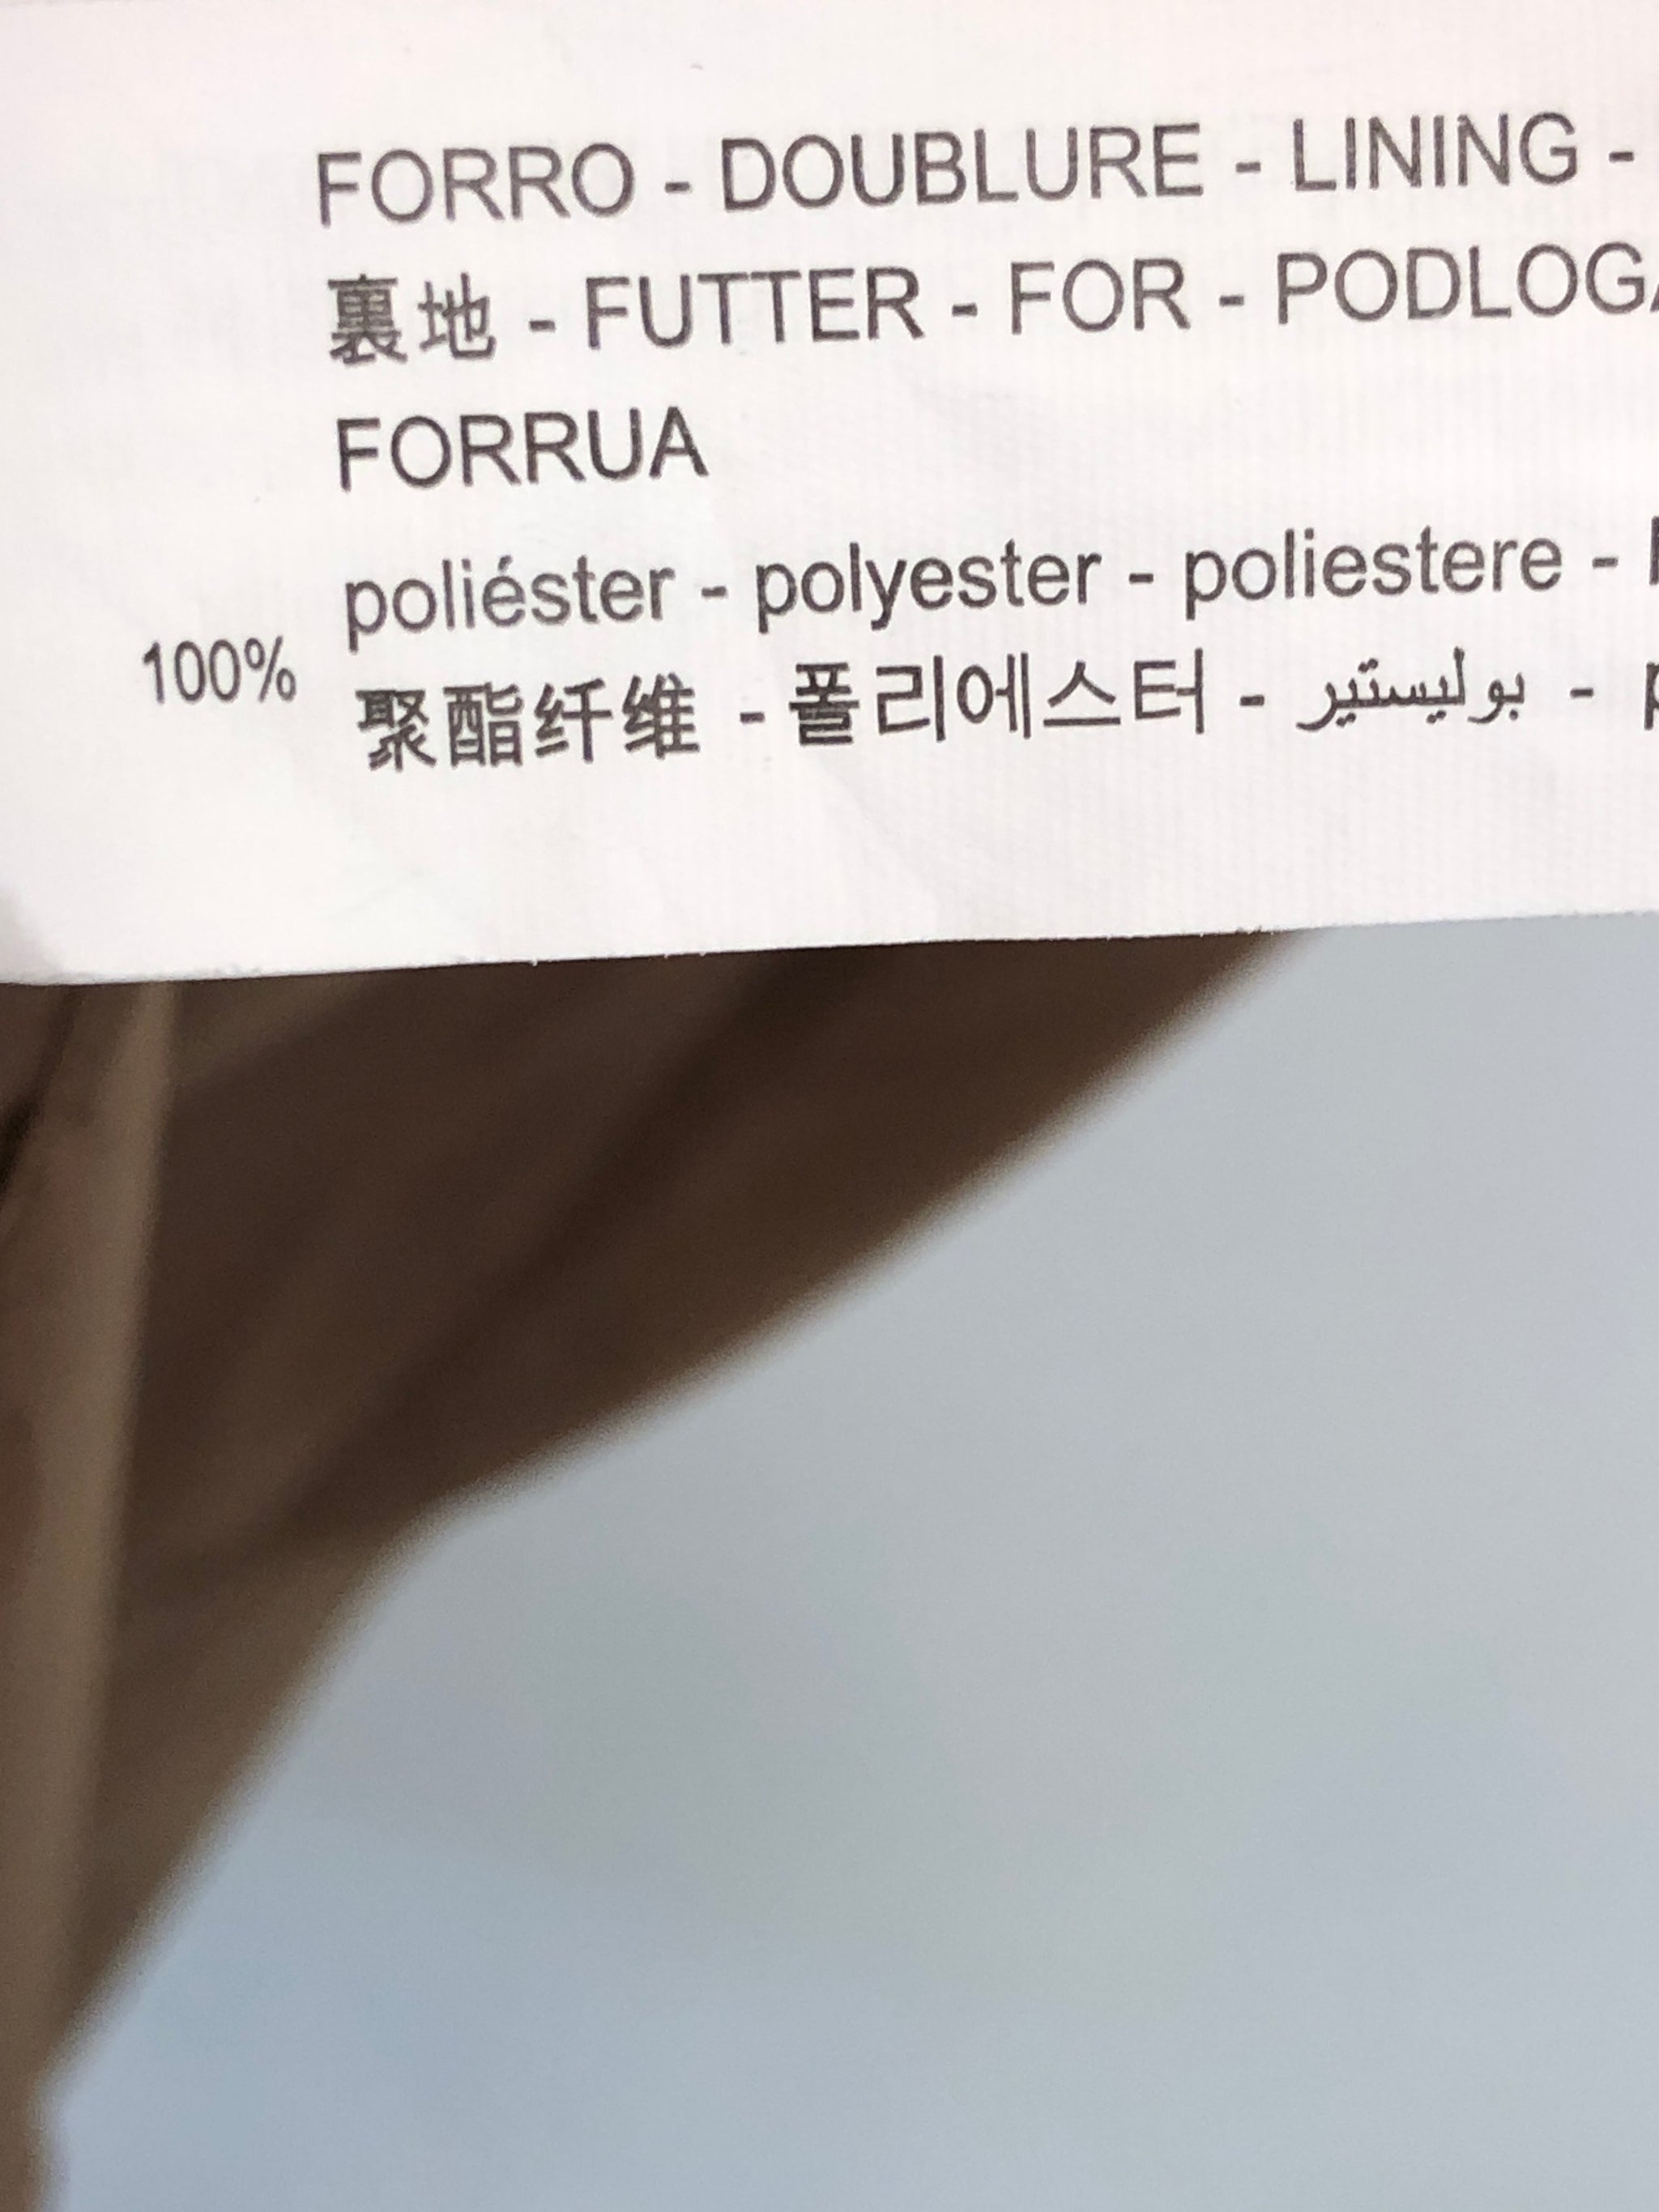 FORRO - DOUBLURE - LINING -
裏地 - FUTTER - FOR - PODLOGA
FORRUA
poliéster - polyester - poliestere -
100%
聚酯纤维 - 폴리에스터 - بوليستير -